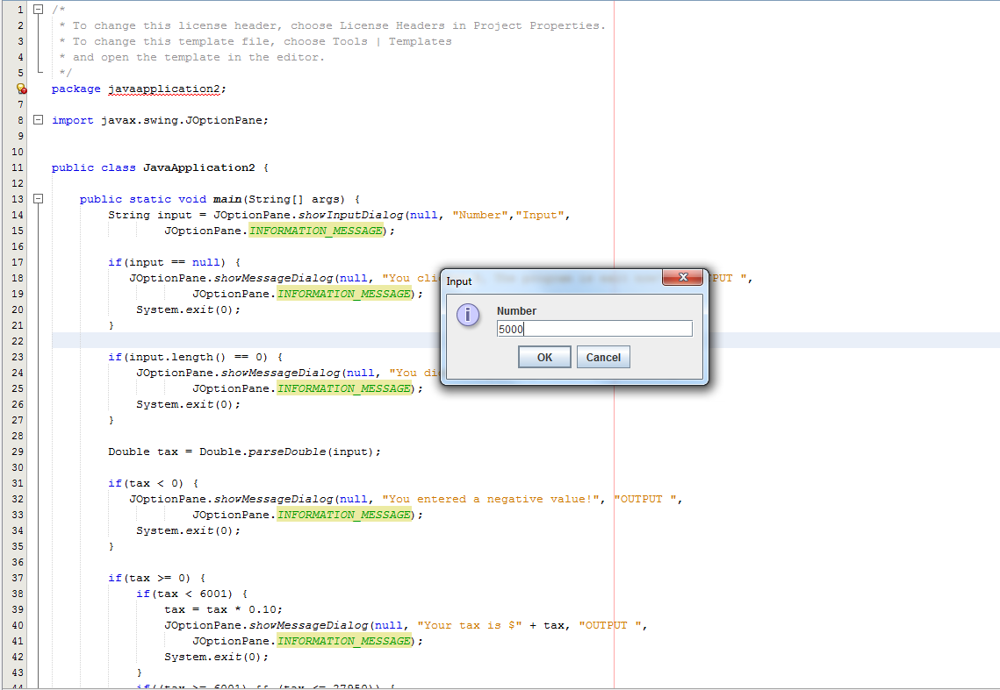 1 /*
2 * To change this license header, choose License Headers in Project Properties.
3 * To change this template file, choose Tools | Templates
4 * and open the template in the editor.
5 */
package javaapplication2;
7
8 import javax.swing.JOptionPane;
9
10
11 public class JavaApplication2 {
12
13 public static void main(String[] args) {
14 String input = JOptionPane.showInputDialog(null, "Number","Input",
15 JOptionPane.INFORMATION_MESSAGE);
16
17 if(input == null) {
18 JOptionPane.showMessageDialog(null, "You PUT ",
19 JOptionPane.INFORMATION_MESSAGE);
20 System.exit(0);
21 }
22
23 if(input.length() == 0) {
24 JOptionPane.showMessageDialog(null, "You
25 JOptionPane.INFORMATION_MESSAGE);
26 System.exit(0);
27 }
28
29 Double tax = Double.parseDouble(input);
30
31 if(tax < 0) {
32 JOptionPane.showMessageDialog(null, "You entered a negative value!", "OUTPUT ",
33 JOptionPane.INFORMATION_MESSAGE);
34 System.exit(0);
35 }
36
37 if(tax >= 0) {
38 if(tax < 6001) {
39 tax = tax * 0.10;
40 JOptionPane.showMessageDialog(null, "Your tax is $" + tax, "OUTPUT ",
41 JOptionPane.INFORMATION_MESSAGE);
42 System.exit(0);
43 }
44 if((tax >= 6001) && (tax <= 27950)) {
Input
Number
5000
OK Cancel